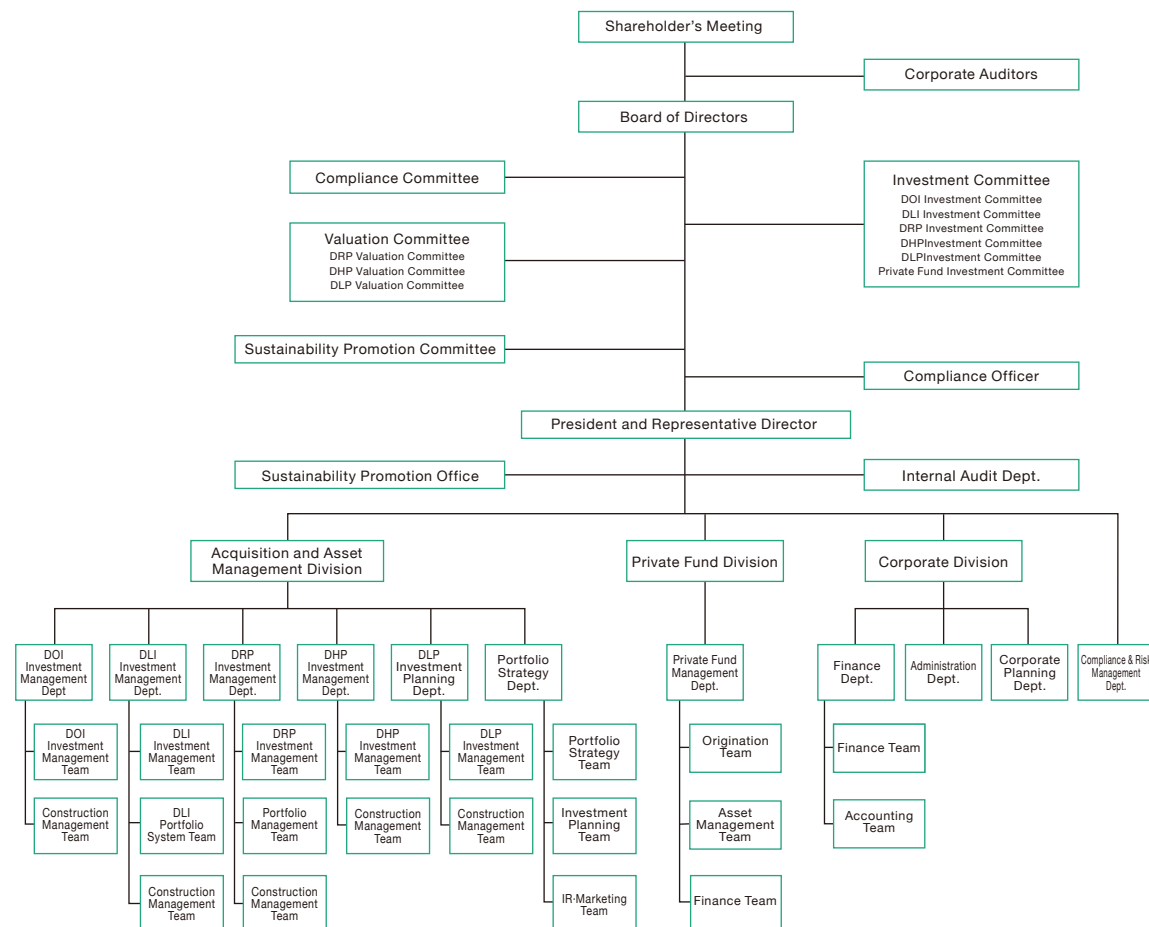 Shareholder's Meeting
Corporate Auditors
Board of Directors
Compliance Committee
Investment Committee
DOI Investment Committee
DLI Investment Committee
DRP Investment Committee
DHPInvestment Committee
DLPInvestment Committee
Private Fund Investment Committee
Valuation Committee
DRP Valuation Committee
DHP Valuation Committee
DLP Valuation Committee
Sustainability Promotion Committee
Compliance Officer
President and Representative Director
Sustainability Promotion Office
Internal Audit Dept.
Acquisition and Asset
Management Division
Private Fund Division
Corporate Division
DOI
Investment
Management
Dept
DLI
Investment
Management
Dept.
DRP
Investment
Management
Dept.
DHP
Investment
Management
Dept.
DLP
Investment
Planning
Dept.
Portfolio
Strategy
Dept.
Private Fund
Management
Dept.
Finance
Dept.
Administration
Dept.
Corporate
Planning
Dept.
Compliance & Risk
Management
Dept.
DOI
Investment
Management
Team
DLI
Investment
Management
Team
DRP
Investment
Management
Team
DHP
Investment
Management
Team
DLP
Investment
Management
Team
Portfolio
Strategy
Team
Origination
Team
Finance Team
Construction
Management
Team
DLI
Portfolio
System Team
Portfolio
Management
Team
Construction
Management
Team
Construction
Management
Team
Investment
Planning
Team
Asset
Management
Team
Accounting
Team
Construction
Management
Team
Construction
Management
Team
IR·Marketing
Team
Finance Team